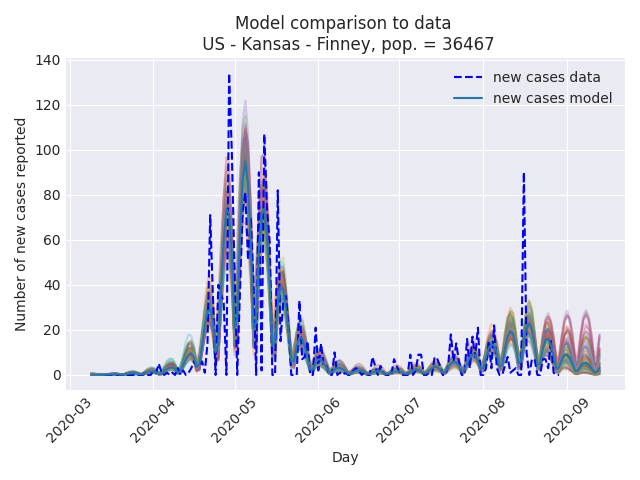 Model comparison to data
US - Kansas - Finney, pop. = 36467
new cases data
new cases model
Number of new cases reported
140
120
100
80
60
40
20
0
2020-03
2020-04
2020-05
2020-06
2020-07
2020-08
2020-09
Day